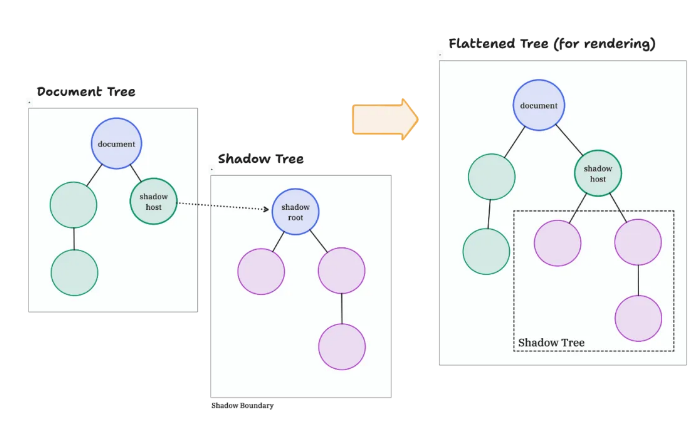 Flattened Tree (for rendering)
Document Tree
document
shadow
host
Shadow Tree
shadow
root
Shadow Boundary
document
shadow
host
Shadow Tree